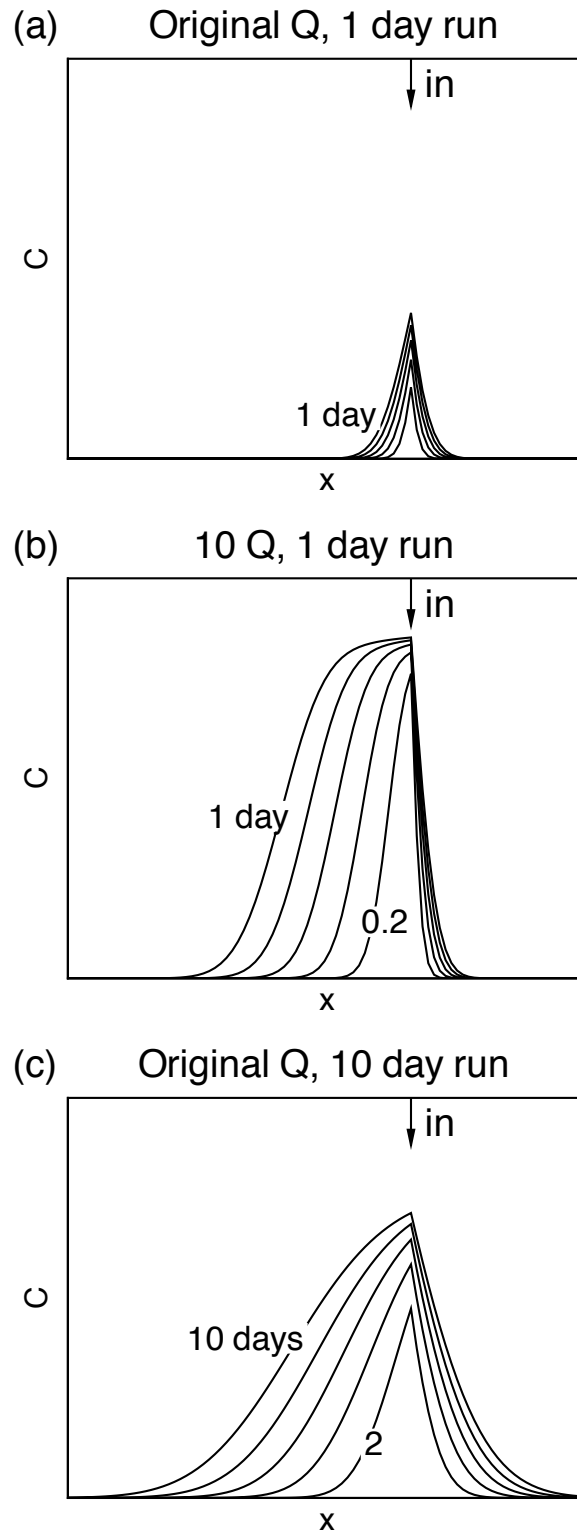 (a) Original Q, 1 day run
in
C
1 day
x
(b) 10 Q, 1 day run
in
C
1 day
0.2
x
(c) Original Q, 10 day run
in
C
10 days
2
x